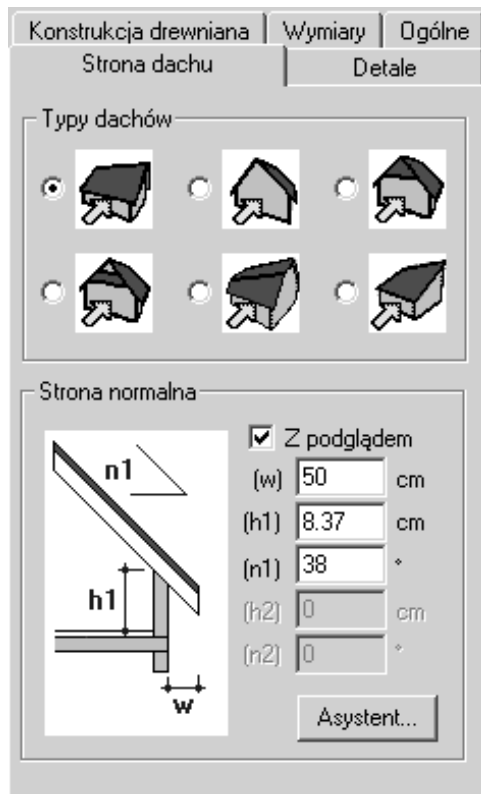 Konstrukcja drewniana Wymiary Ogólne
Strona dachu Detale
Typy dachów
Strona normalna
Z podglądem
n1
(w) 50 cm
(h1) 8.37 cm
(n1) 38 °
h1
(h2) 0 cm
(n2) 0 °
w
Asystent...